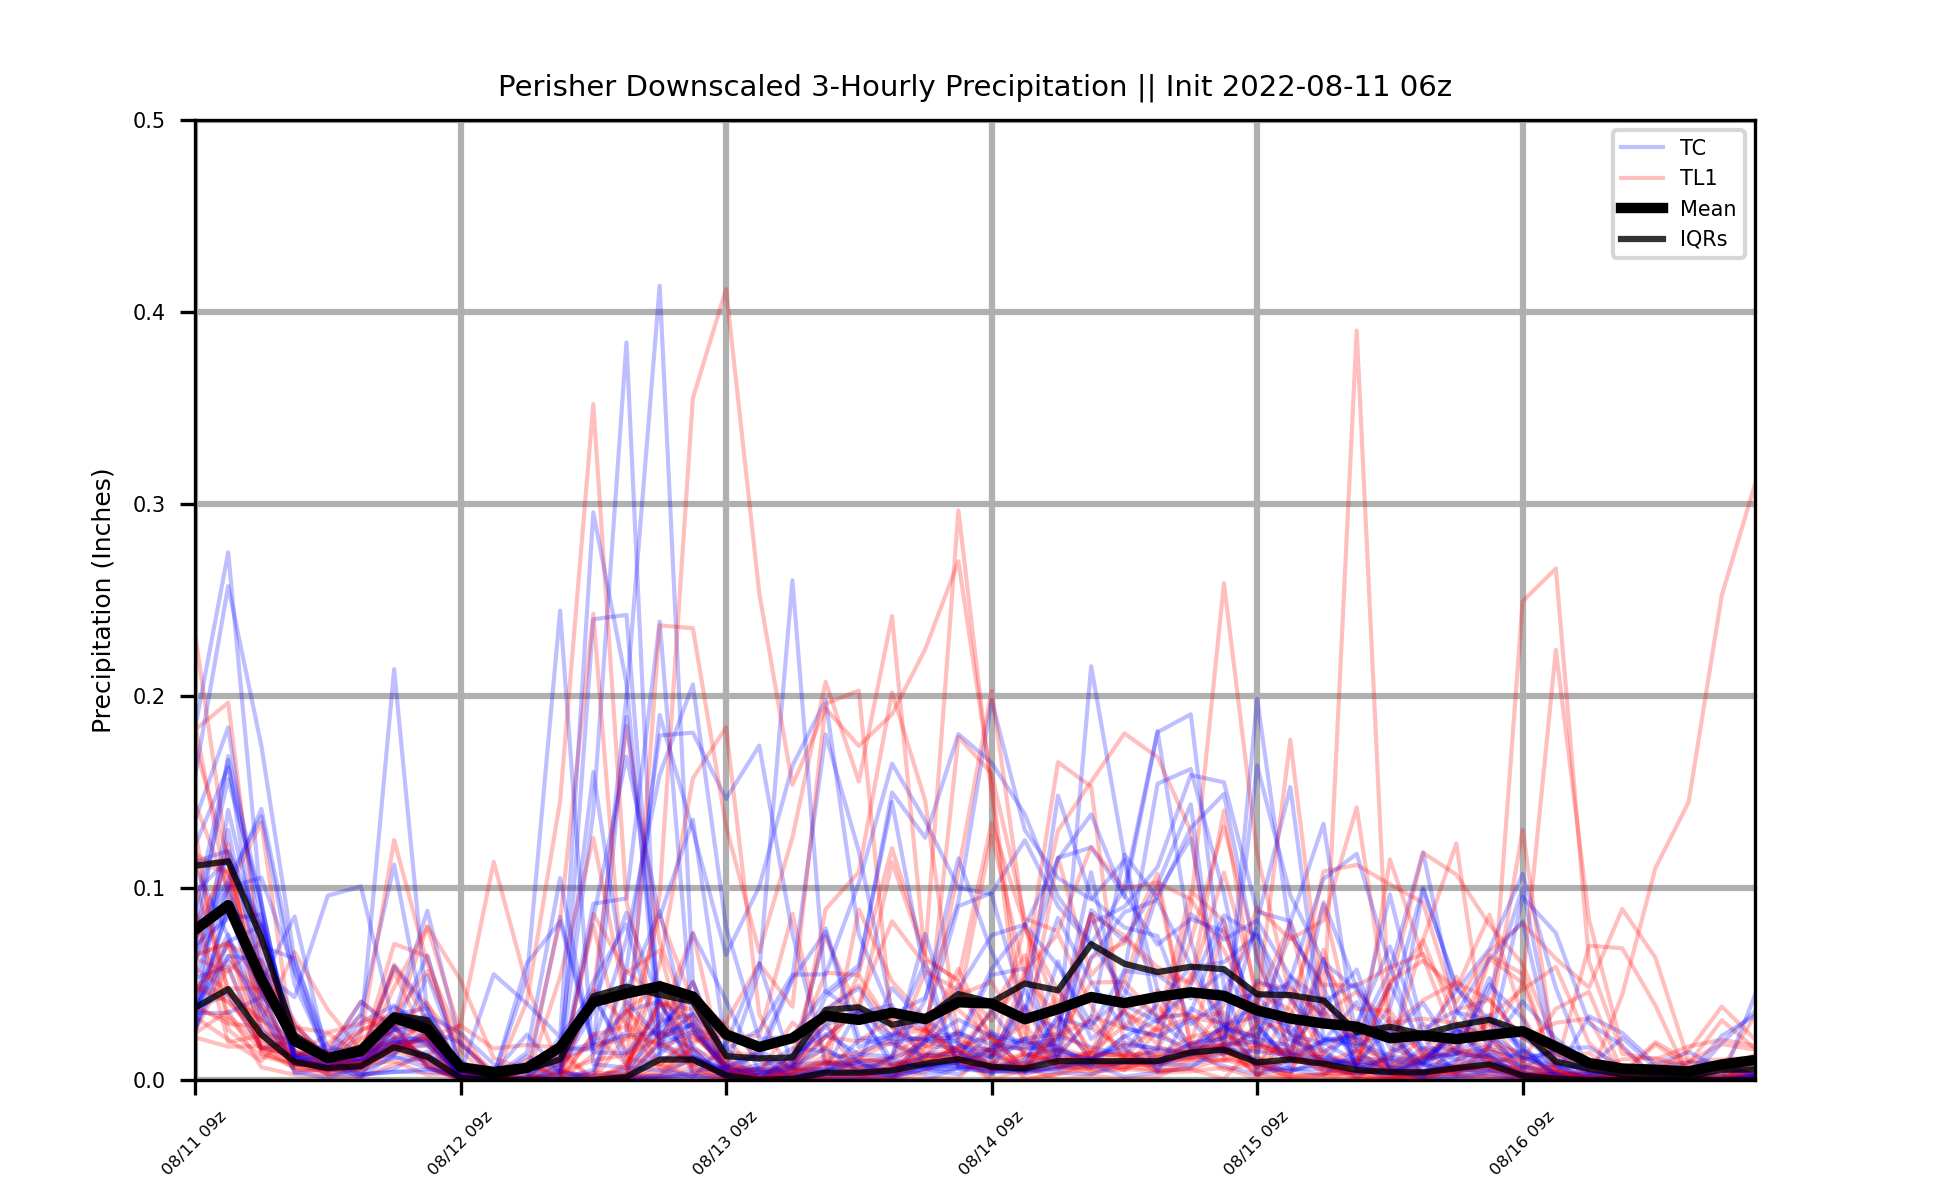 Perisher Downscaled 3-Hourly Precipitation || Init 2022-08-11 06z
Precipitation (Inches)
0.5
0.4
0.3
0.2
0.1
0.0
TC
TL1
Mean
IQRs
08/11 09z
08/12 09z
08/13 09z
08/14 09z
08/15 09z
08/16 09z